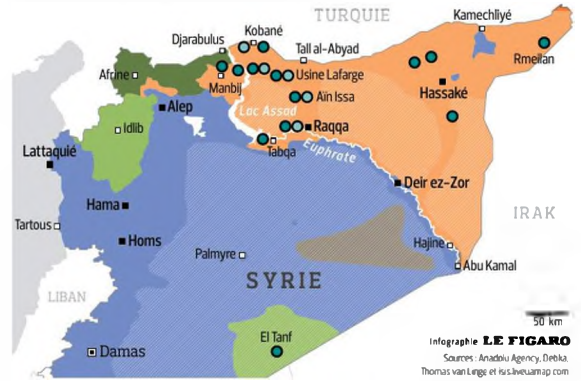 TURQUIE
Kobané
Kamechliyé
Djarabulus
Tall al-Abyad
Rmeilan
Afrine
Usine Lafarge
Manbij
Hassaké
Aïn Issa
Alep
Lac Assad
Idlib
Raqqa
Tabqa
Euphrate
Lattaquié
Deir ez-Zor
Hama
IRAK
Tartous
Homs
Hajine
Palmyre
Abu Kamal
SYRIE
LIBAN
50 km
El Tanf
Infographie LE FIGARO
Damas
Sources : Anadolu Agency, Debka,
Thomas van Linge et isis.liveuamap.com